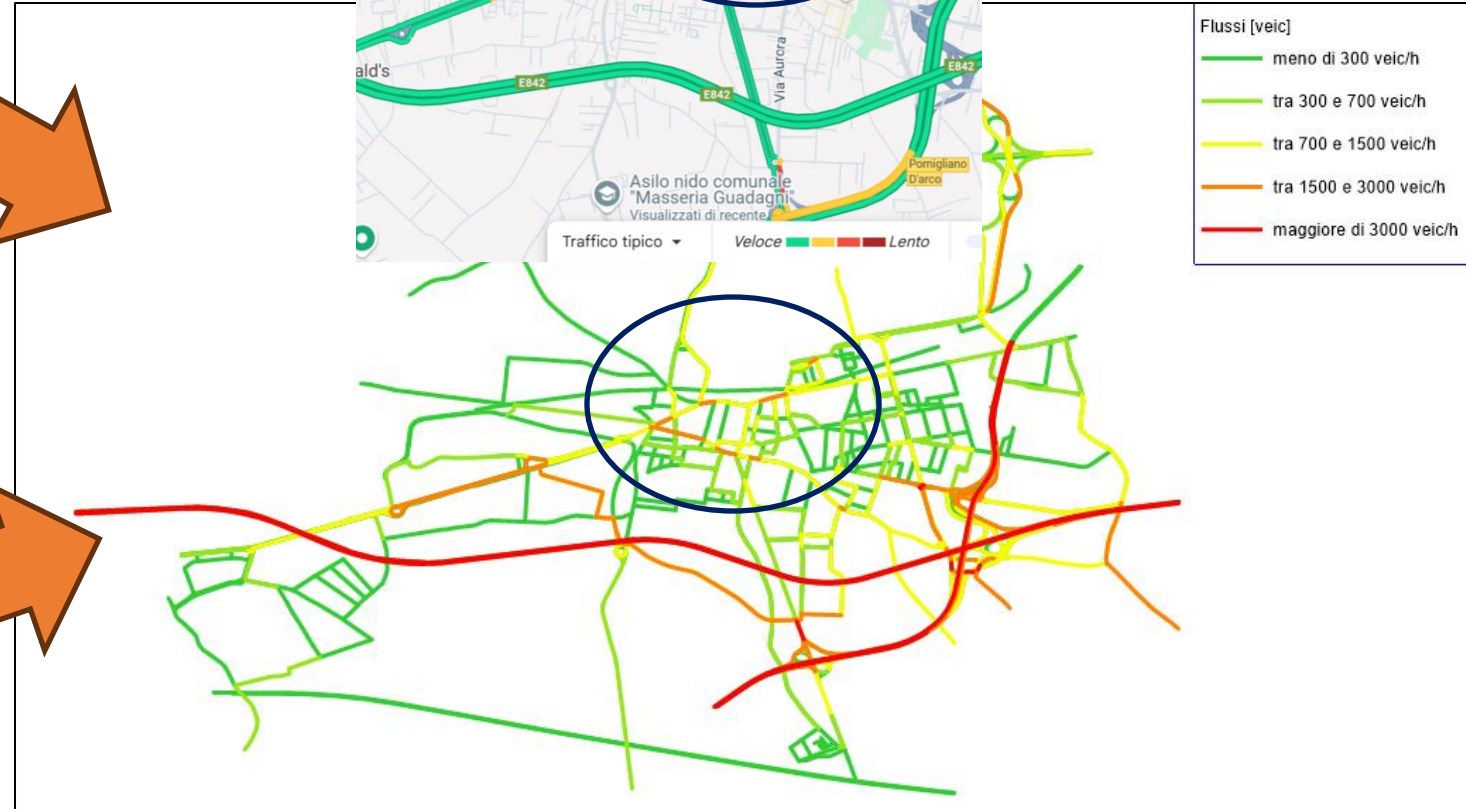 Flussi [veic]
meno di 300 veic/h
tra 300 e 700 veic/h
tra 700 e 1500 veic/h
tra 1500 e 3000 veic/h
maggiore di 3000 veic/h
ald's
E842
E842
E842
Via Aurora
Pomigliano
D'arco
Asilo nido comunale
"Masseria Guadagni"
Visualizzati di recente
Traffico tipico
Veloce
Lento